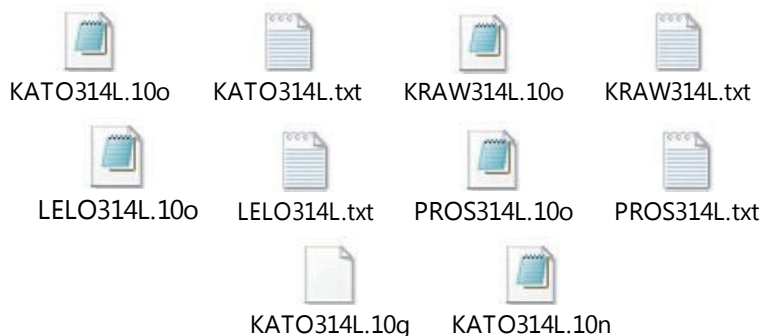 KATO314L.10o KATO314L.txt KRAW314L.10o KRAW314L.txt
LELO314L.10o LELO314L.txt PROS314L.10o PROS314L.txt
KATO314L.10g KATO314L.10n